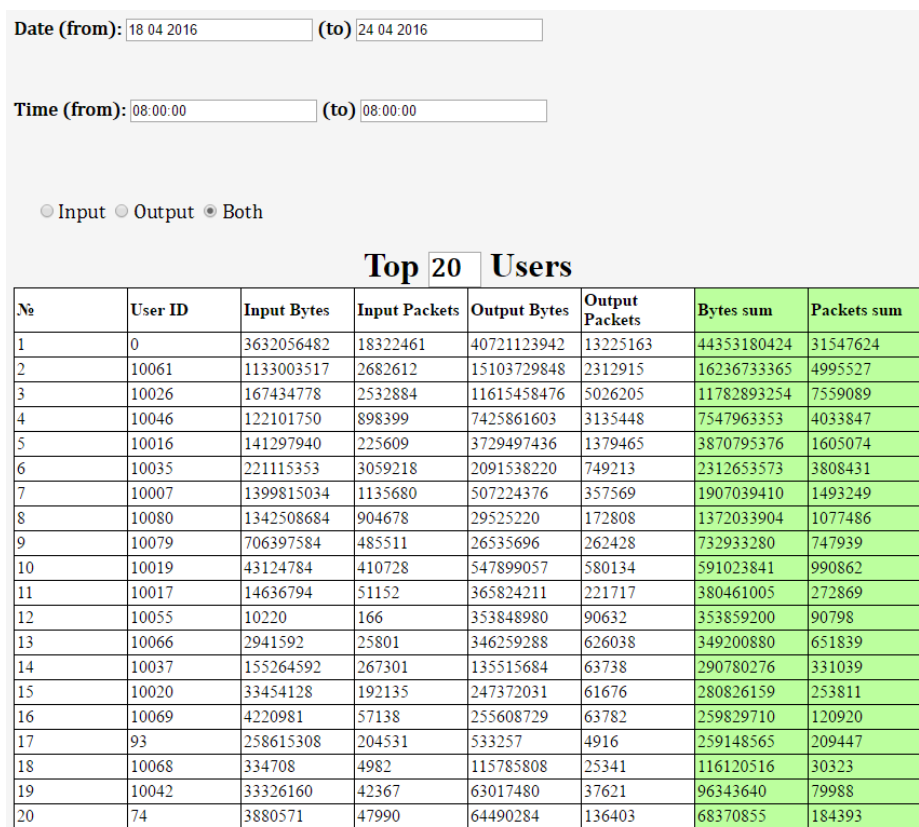 Date (from): 18 04 2016 (to) 24 04 2016
Time (from): 08:00:00 (to) 08:00:00
Input Output Both
Top 20 Users
№ User ID Input Bytes Input Packets Output Bytes Output Packets Bytes sum Packets sum
1 0 3632056482 18322461 40721123942 13225163 44353180424 31547624
2 10061 1133003517 2682612 15103729848 2312915 16236733365 4995527
3 10026 167434778 2532884 11615458476 5026205 11782893254 7559089
4 10046 122101750 898399 7425861603 3135448 7547963353 4033847
5 10016 141297940 225609 3729497436 1379465 3870795376 1605074
6 10035 221115353 3059218 2091538220 749213 2312653573 3808431
7 10007 1399815034 1135680 507224376 357569 1907039410 1493249
8 10080 1342508684 904678 29525220 172808 1372033904 1077486
9 10079 706397584 485511 26535696 262428 732933280 747939
10 10019 43124784 410728 547899057 580134 591023841 990862
11 10017 14636794 51152 365824211 221717 380461005 272869
12 10055 10220 166 353848980 90632 353859200 90798
13 10066 2941592 25801 346259288 626038 349200880 651839
14 10037 155264592 267301 135515684 63738 290780276 331039
15 10020 33454128 192135 247372031 61676 280826159 253811
16 10069 4220981 57138 255608729 63782 259829710 120920
17 93 258615308 204531 533257 4916 259148565 209447
18 10068 334708 4982 115785808 25341 116120516 30323
19 10042 33326160 42367 63017480 37621 96343640 79988
20 74 3880571 47990 64490284 136403 68370855 184393